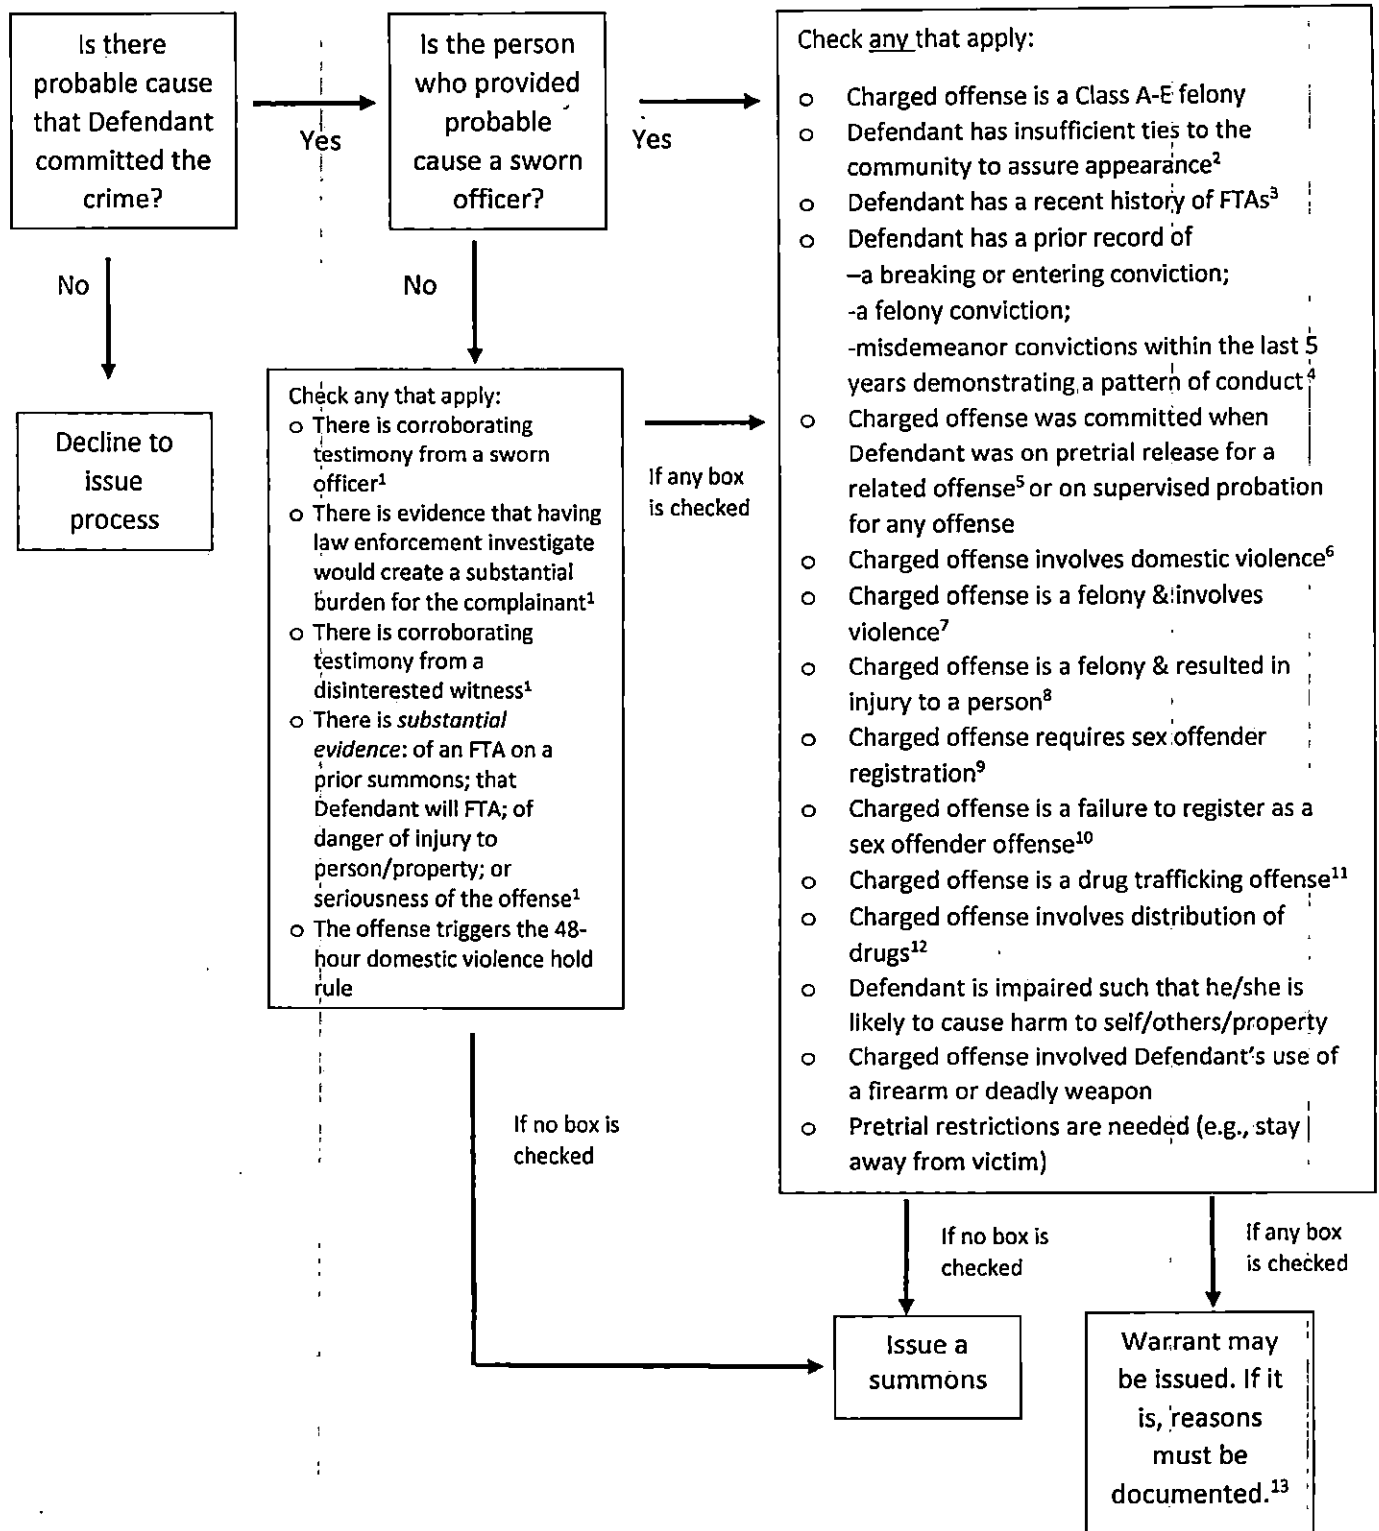 Is there
probable cause
that Defendant
committed the
crime?
Yes
Is the person
who provided
probable
cause a sworn
officer?
Yes
No
No
Decline to
issue
process
Check any that apply:
o There is corroborating
testimony from a sworn
officer¹
o There is evidence that having
law enforcement investigate
would create a substantial
burden for the complainant¹
o There is corroborating
testimony from a
disinterested witness¹
o There is substantial
evidence: of an FTA on a
prior summons; that
Defendant will FTA; of
danger of injury to
person/property; or
seriousness of the offense¹
o The offense triggers the 48-
hour domestic violence hold
rule
If any box
is checked
If no box is
checked
Check any that apply:
o Charged offense is a Class A-E felony
o Defendant has insufficient ties to the
community to assure appearance²
o Defendant has a recent history of FTAs³
o Defendant has a prior record of
–a breaking or entering conviction;
-a felony conviction;
-misdemeanor convictions within the last 5
years demonstrating a pattern of conduct⁴
o Charged offense was committed when
Defendant was on pretrial release for a
related offense⁵ or on supervised probation
for any offense
o Charged offense involves domestic violence⁶
o Charged offense is a felony & involves
violence⁷
o Charged offense is a felony & resulted in
injury to a person⁸
o Charged offense requires sex offender
registration⁹
o Charged offense is a failure to register as a
sex offender offense¹⁰
o Charged offense is a drug trafficking offense¹¹
o Charged offense involves distribution of
drugs¹²
o Defendant is impaired such that he/she is
likely to cause harm to self/others/property
o Charged offense involved Defendant's use of
a firearm or deadly weapon
o Pretrial restrictions are needed (e.g., stay
away from victim)
If no box is
checked
If any box
is checked
Issue a
summons
Warrant may
be issued. If it
is, reasons
must be
documented.¹³